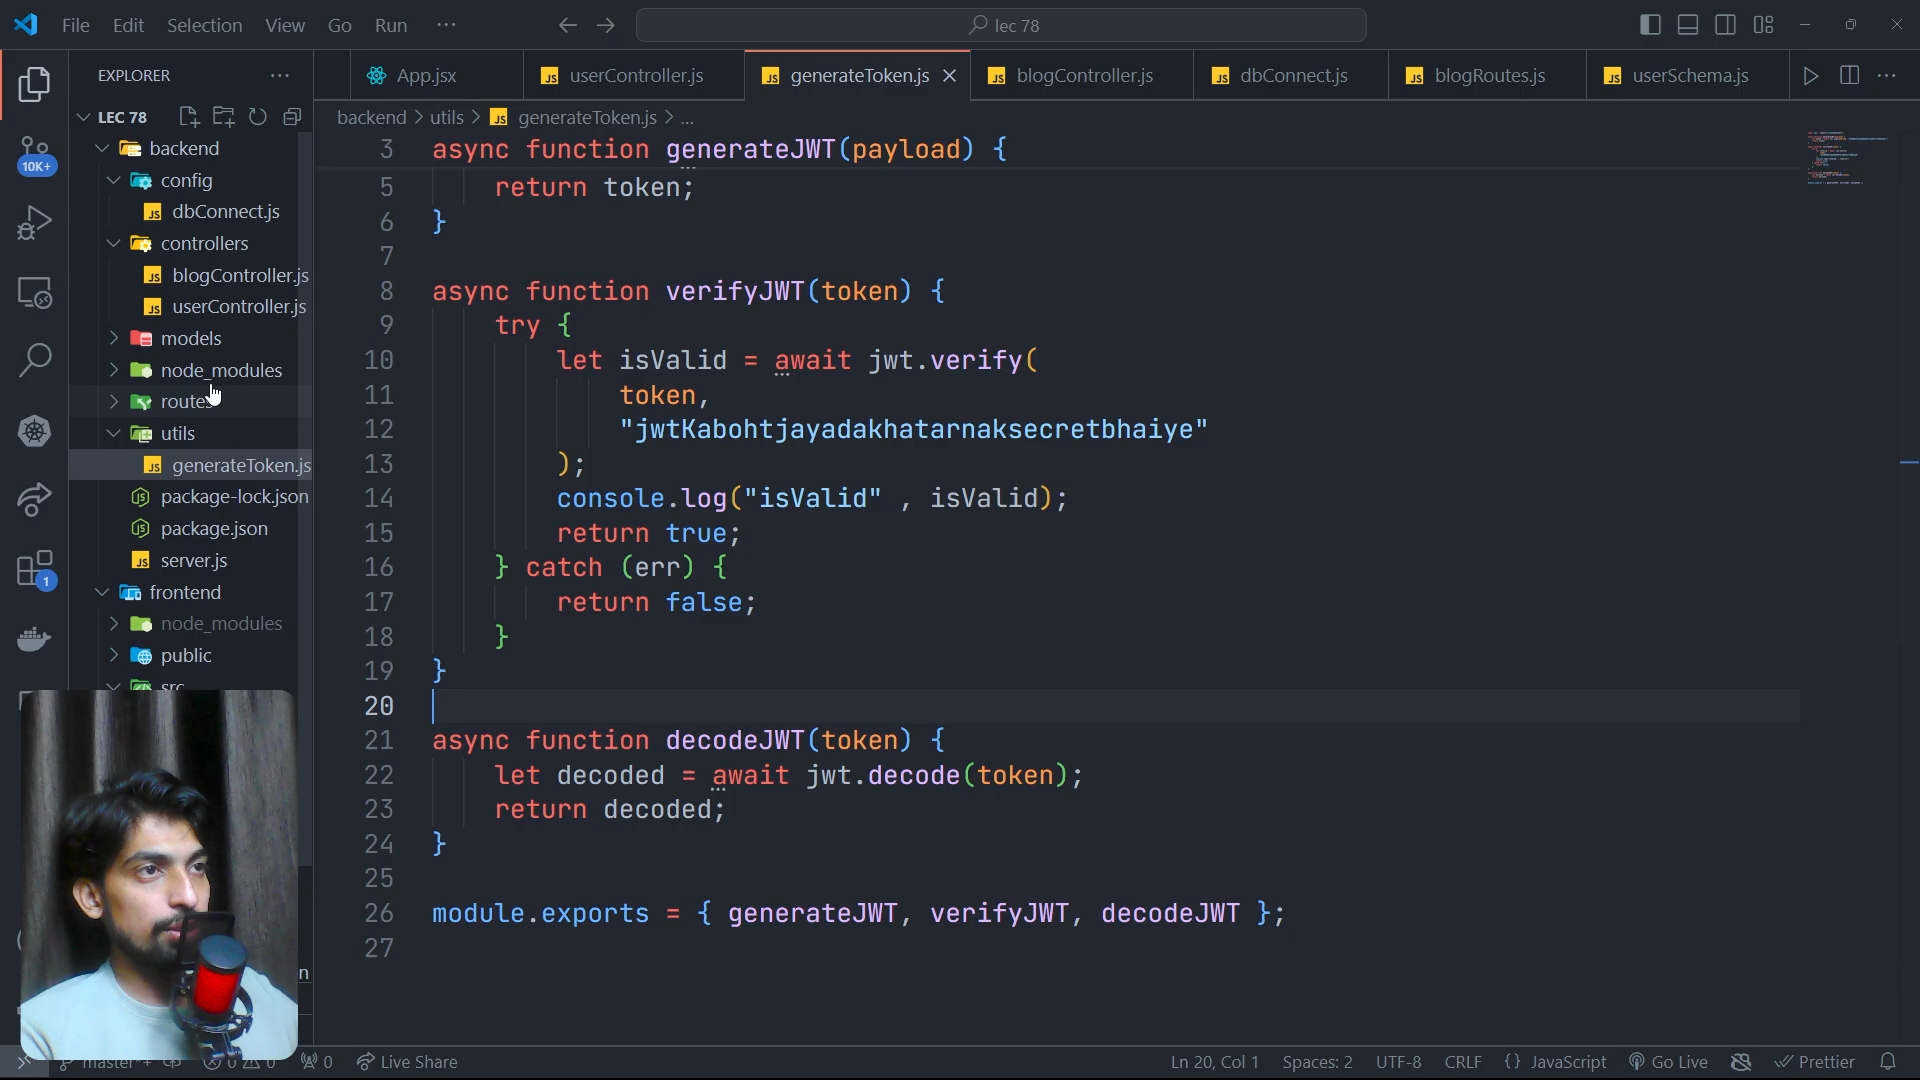 File Edit Selection View Go Run ··· lec 78
EXPLORER ···
LEC 78
backend
config
dbConnect.js
controllers
blogController.js
userController.js
models
node_modules
routes
utils
generateToken.js
package-lock.json
package.json
server.js
frontend
node_modules
public
src
n
10K+
1
App.jsx userController.js generateToken.js blogController.js dbConnect.js blogRoutes.js userSchema.js
backend > utils > generateToken.js > ...
3 async function generateJWT(payload) {
5 return token;
6 }
7
8 async function verifyJWT(token) {
9 try {
10 let isValid = await jwt.verify(
11 token,
12 "jwtKabohtjayadakhatarnaksecretbhaiye"
13 );
14 console.log("isValid" , isValid);
15 return true;
16 } catch (err) {
17 return false;
18 }
19 }
20
21 async function decodeJWT(token) {
22 let decoded = await jwt.decode(token);
23 return decoded;
24 }
25
26 module.exports = { generateJWT, verifyJWT, decodeJWT };
27
master*+ 0 0 0 Live Share Ln 20, Col 1 Spaces: 2 UTF-8 CRLF {} JavaScript Go Live Prettier